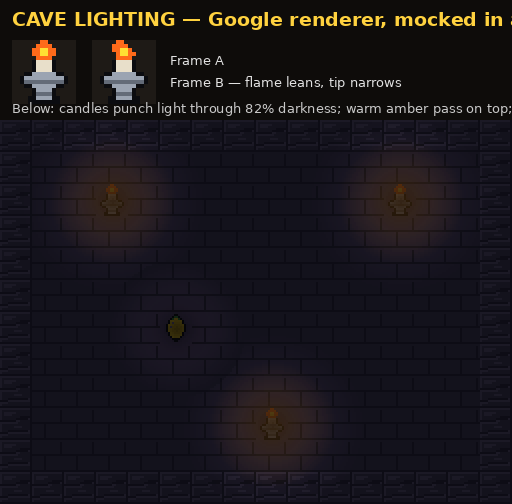 CAVE LIGHTING — Google renderer, mocked in
Frame A
Frame B — flame leans, tip narrows
Below: candles punch light through 82% darkness; warm amber pass on top;